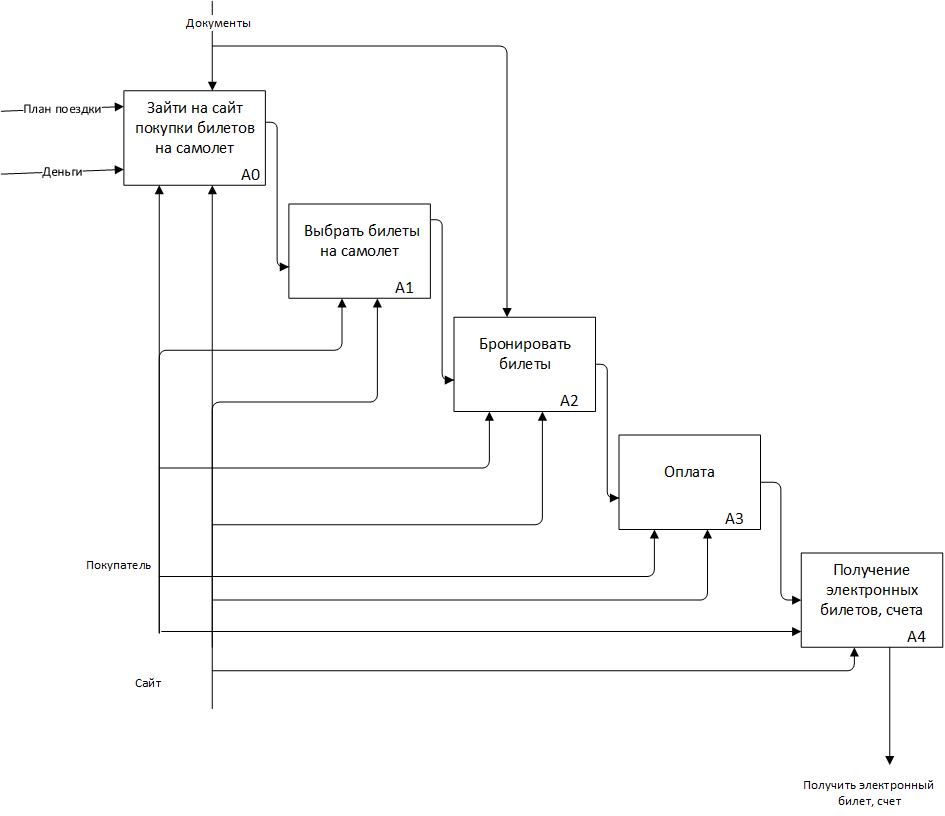 Документы
План поездки
Деньги
Зайти на сайт
покупки билетов
на самолет
A0
Выбрать билеты
на самолет
A1
Бронировать
билеты
A2
Оплата
A3
Покупатель
Получение
электронных
билетов, счета
A4
Сайт
Получить электронный
билет, счет